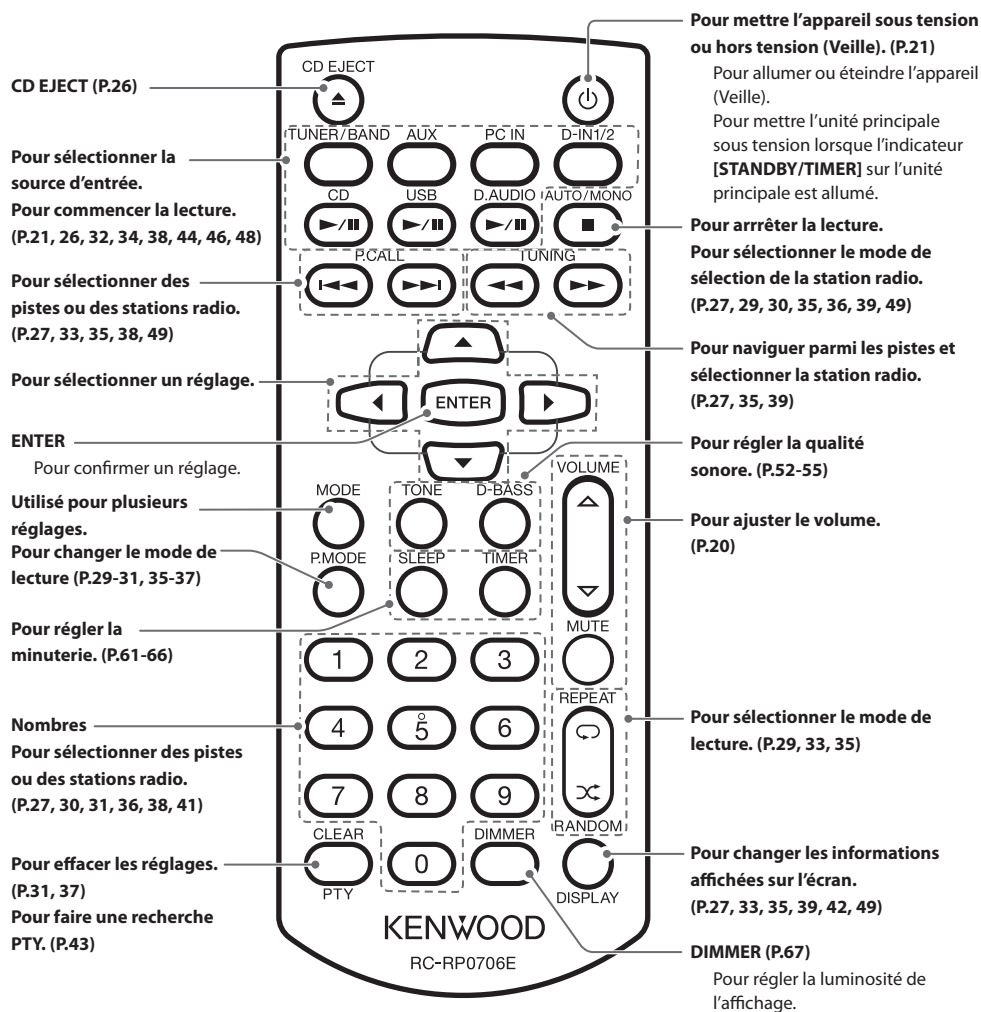 Pour mettre l'appareil sous tension
ou hors tension (Veille). (P.21)
Pour allumer ou éteindre l'appareil
(Veille).
Pour mettre l'unité principale
sous tension lorsque l'indicateur
[STANDBY/TIMER] sur l'unité
principale est allumé.
CD EJECT (P.26)
Pour sélectionner la
source d'entrée.
Pour commencer la lecture.
(P.21, 26, 32, 34, 38, 44, 46, 48)
Pour sélectionner des
pistes ou des stations radio.
(P.27, 33, 35, 38, 49)
Pour sélectionner un réglage.
ENTER
Pour confirmer un réglage.
Utilisé pour plusieurs
réglages.
Pour changer le mode de
lecture (P.29-31, 35-37)
Pour régler la
minuterie. (P.61-66)
Nombres
Pour sélectionner des pistes
ou des stations radio.
(P.27, 30, 31, 36, 38, 41)
Pour effacer les réglages.
(P.31, 37)
Pour faire une recherche
PTY. (P.43)
CD EJECT
TUNER/BAND AUX PC IN D-IN1/2
CD USB D.AUDIO AUTO/MONO
P.CALL TUNING
ENTER
VOLUME
MODE TONE D-BASS
P.MODE SLEEP TIMER
MUTE
1 2 3
REPEAT
4 5 6
7 8 9
RANDOM
CLEAR DIMMER
0
PTY DISPLAY
KENWOOD
RC-RP0706E
Pour arrrêter la lecture.
Pour sélectionner le mode de
sélection de la station radio.
(P.27, 29, 30, 35, 36, 39, 49)
Pour naviguer parmi les pistes et
sélectionner la station radio.
(P.27, 35, 39)
Pour régler la qualité
sonore. (P.52-55)
Pour ajuster le volume.
(P.20)
Pour sélectionner le mode de
lecture. (P.29, 33, 35)
Pour changer les informations
affichées sur l'écran.
(P.27, 33, 35, 39, 42, 49)
DIMMER (P.67)
Pour régler la luminosité de
l'affichage.